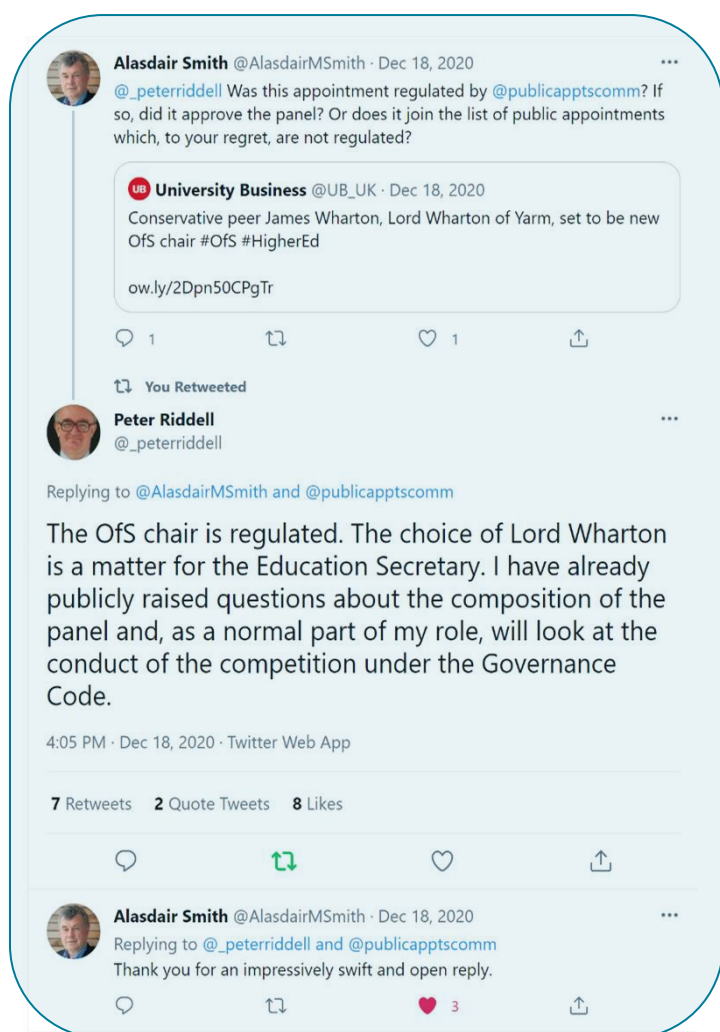 Alasdair Smith @AlasdairMSmith · Dec 18, 2020
@_peterriddell Was this appointment regulated by @publicapptscomm? If
so, did it approve the panel? Or does it join the list of public appointments
which, to your regret, are not regulated?
UB University Business @UB_UK · Dec 18, 2020
Conservative peer James Wharton, Lord Wharton of Yarm, set to be new
OfS chair #OfS #HigherEd
ow.ly/2Dpn50CPgTr
1 1
You Retweeted
Peter Riddell
@_peterriddell
Replying to @AlasdairMSmith and @publicapptscomm
The OfS chair is regulated. The choice of Lord Wharton
is a matter for the Education Secretary. I have already
publicly raised questions about the composition of the
panel and, as a normal part of my role, will look at the
conduct of the competition under the Governance
Code.
4:05 PM · Dec 18, 2020 · Twitter Web App
7 Retweets 2 Quote Tweets 8 Likes
Alasdair Smith @AlasdairMSmith · Dec 18, 2020
Replying to @_peterriddell and @publicapptscomm
Thank you for an impressively swift and open reply.
3